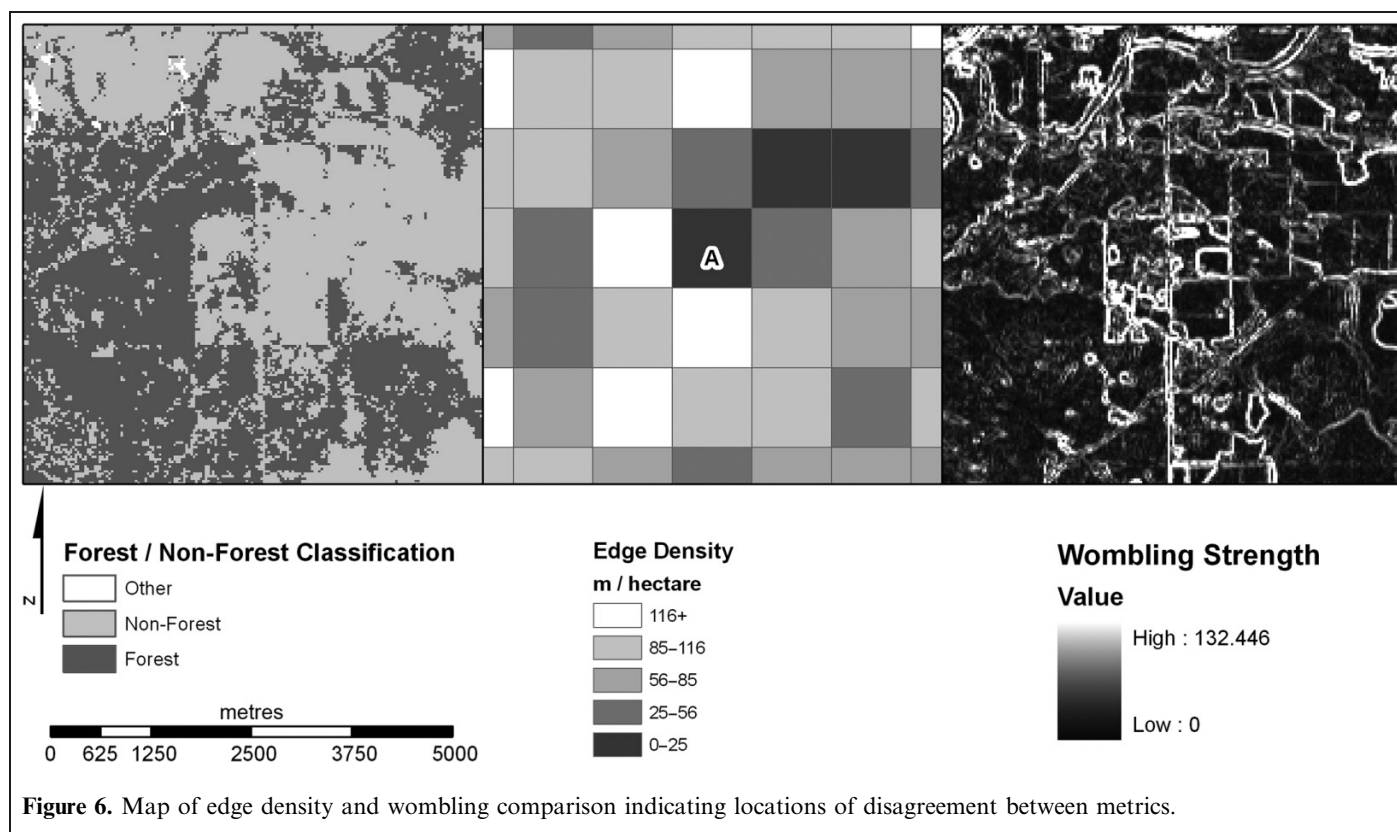 A
Forest / Non-Forest Classification
Other
Non-Forest
Forest
N
metres
0 625 1250 2500 3750 5000
Edge Density
m / hectare
116+
85–116
56–85
25–56
0–25
Wombling Strength
Value
High : 132.446
Low : 0
Figure 6. Map of edge density and wombling comparison indicating locations of disagreement between metrics.